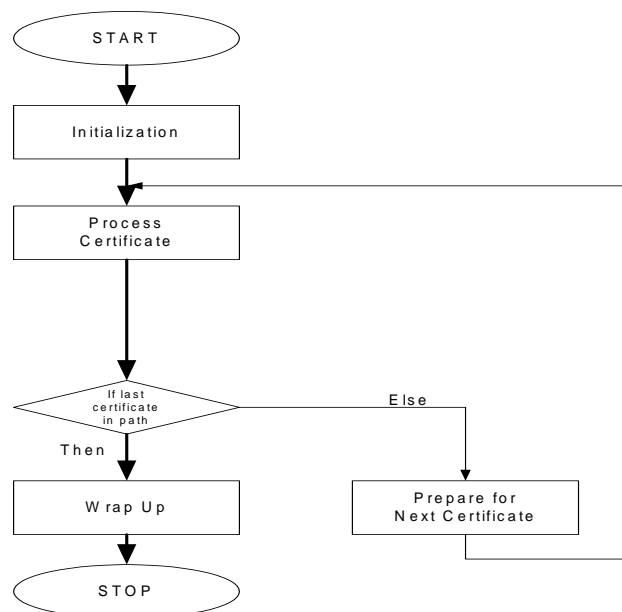 START
Initialization
Process
Certificate
If last
certificate
in path
Else
Then
Wrap Up
Prepare for
Next Certificate
STOP